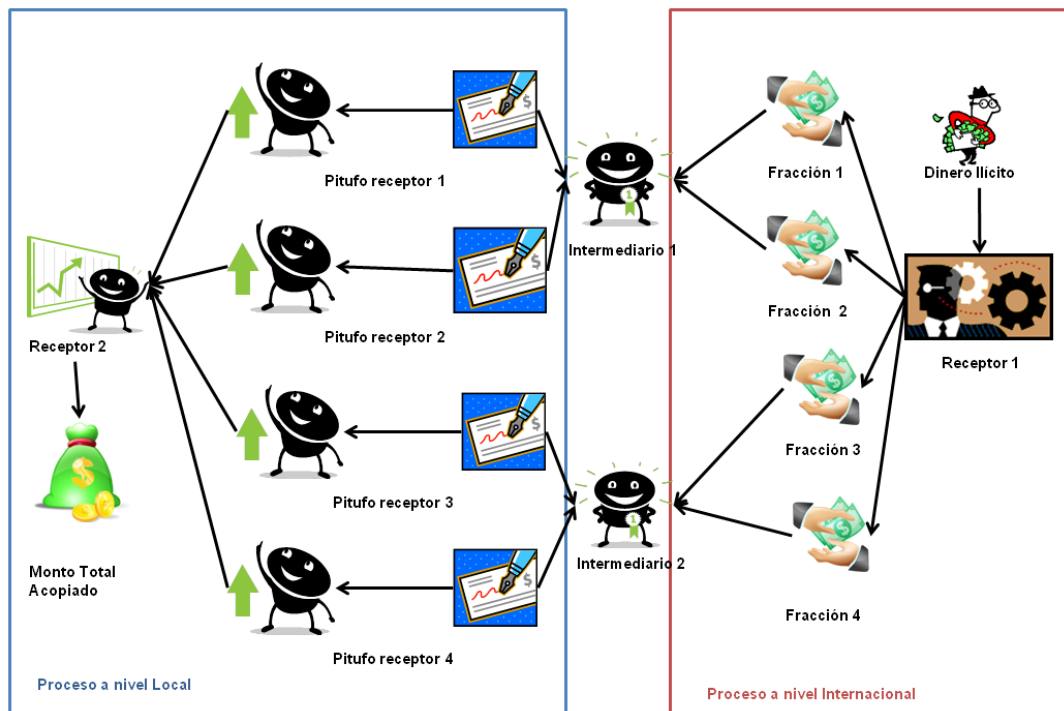 Pitufo receptor 1
Fracción 1
Dinero Ilícito
Intermediario 1
Pitufo receptor 2
Fracción 2
Receptor 2
Receptor 1
Fracción 3
Pitufo receptor 3
Intermediario 2
Monto Total
Acopiado
Fracción 4
Pitufo receptor 4
Proceso a nivel Local
Proceso a nivel Internacional